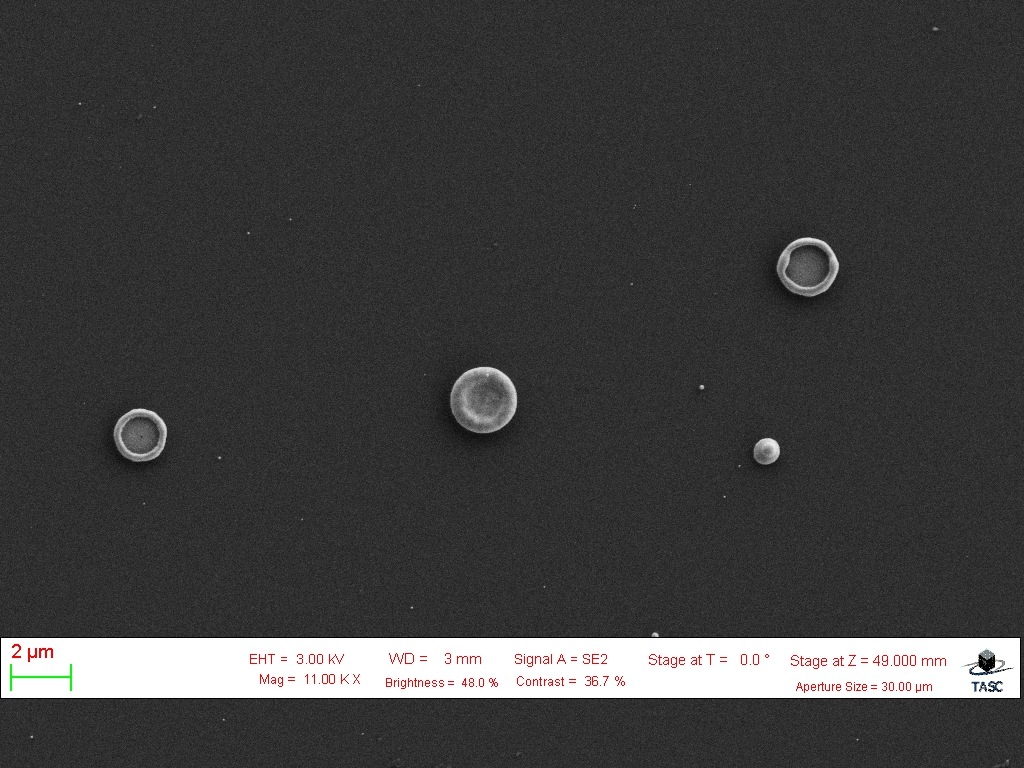 2 µm
EHT = 3.00 kV WD = 3 mm Signal A = SE2 Stage at T = 0.0 ° Stage at Z = 49.000 mm
Mag = 11.00 K X Brightness = 48.0 % Contrast = 36.7 % Aperture Size = 30.00 µm
TASC